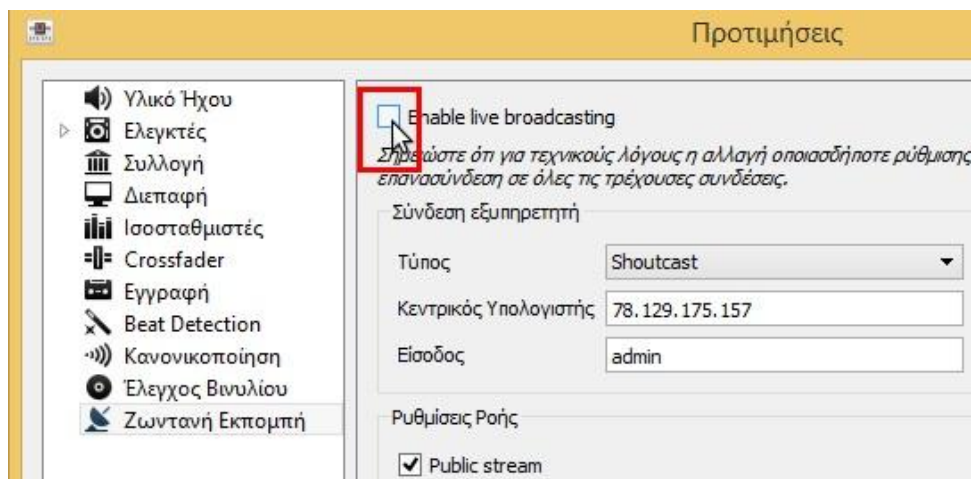 Προτιμήσεις
Υλικό Ήχου
Ελεγκτές
Συλλογή
Διεπαφή
Ισοσταθμιστές
Crossfader
Εγγραφή
Beat Detection
Κανονικοποίηση
Έλεγχος Βινυλίου
Ζωντανή Εκπομπή
Enable live broadcasting
Σημειώστε ότι για τεχνικούς λόγους η αλλαγή οποιασδήποτε ρύθμισης
επανασύνδεση σε όλες τις τρέχουσες συνδέσεις.
Σύνδεση εξυπηρετητή
Τύπος Shoutcast
Κεντρικός Υπολογιστής 78.129.175.157
Είσοδος admin
Ρυθμίσεις Ροής
Public stream